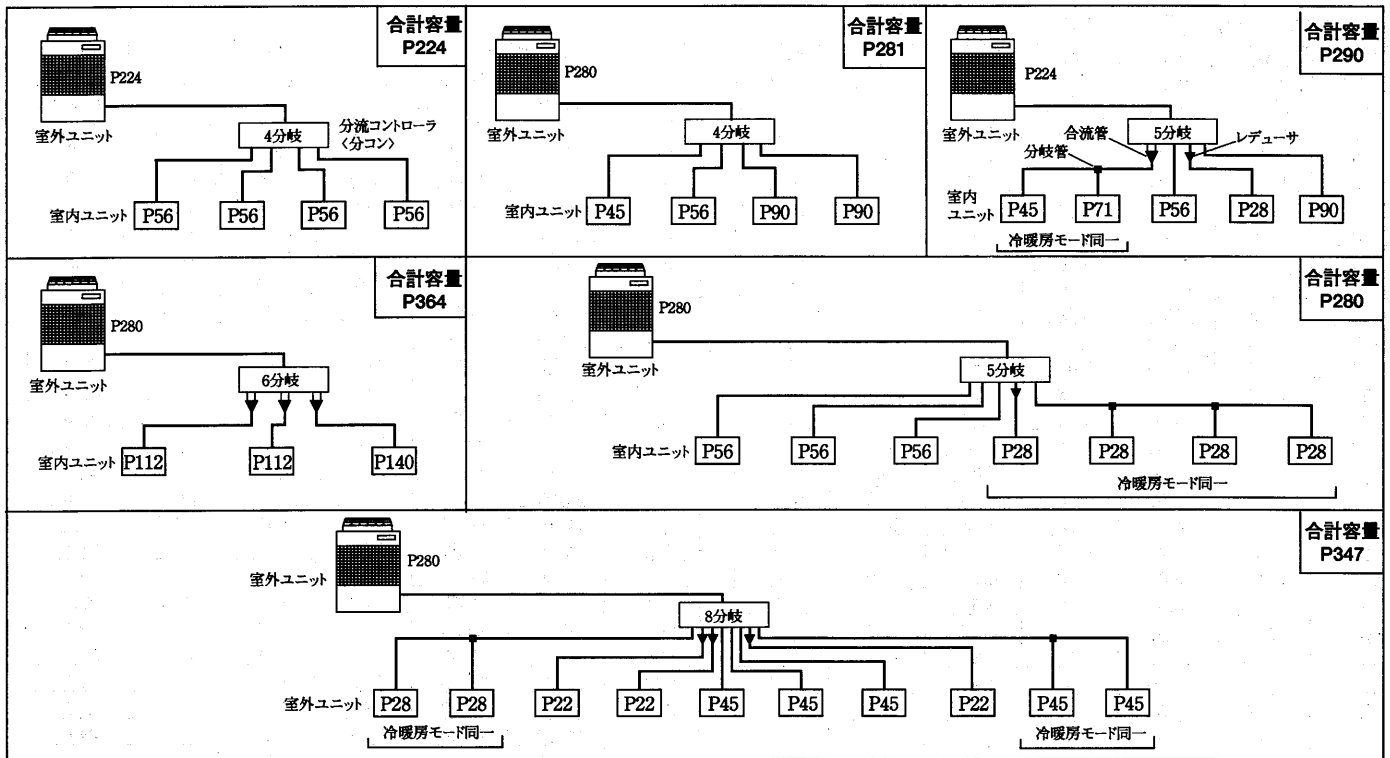 合計容量
P224
P224
室外ユニット
4分岐
分流コントローラ
〈分コン〉
室内ユニット
P56
P56
P56
P56
合計容量
P281
P280
室外ユニット
4分岐
室内ユニット
P45
P56
P90
P90
合計容量
P290
P224
室外ユニット
合流管
5分岐
レデューサ
分岐管
室内
ユニット
P45
P71
P56
P28
P90
冷暖房モード同一
合計容量
P364
P280
室外ユニット
6分岐
室内ユニット
P112
P112
P140
合計容量
P280
P280
室外ユニット
5分岐
室内ユニット
P56
P56
P56
P28
P28
P28
P28
冷暖房モード同一
合計容量
P347
P280
室外ユニット
8分岐
室外ユニット
P28
P28
P22
P22
P45
P45
P45
P22
P45
P45
冷暖房モード同一
冷暖房モード同一